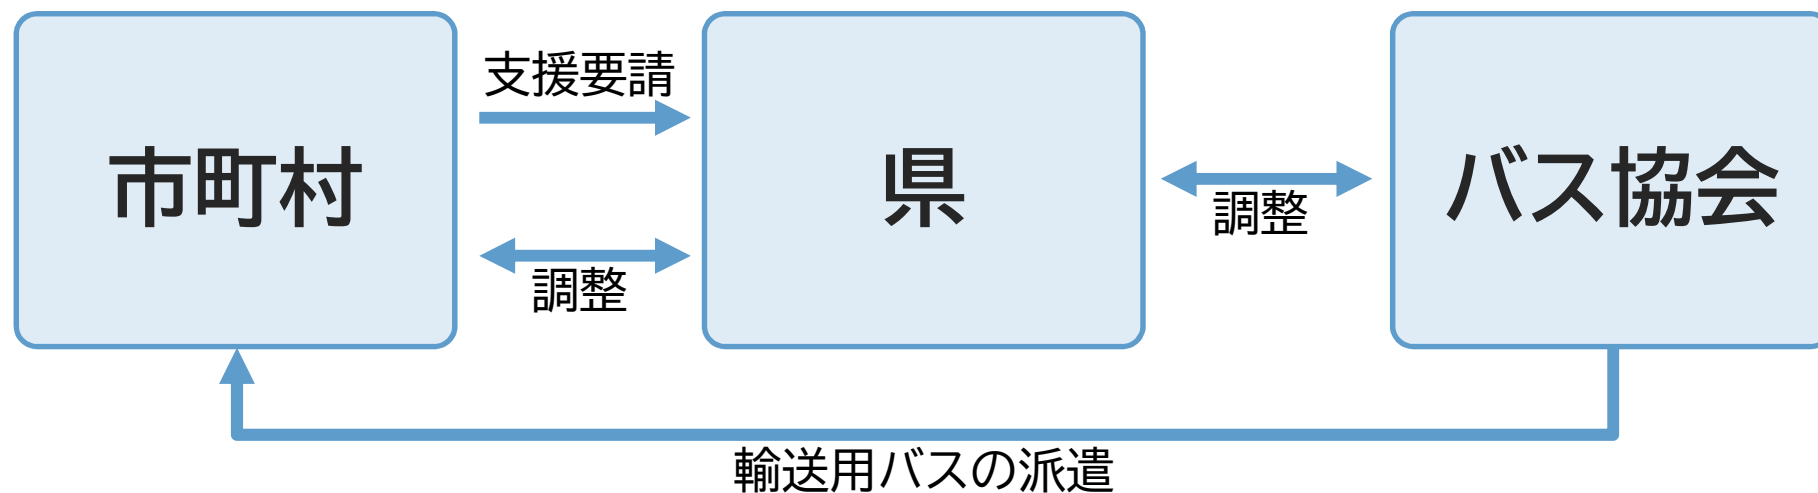 支援要請
市町村
県
バス協会
調整
調整
輸送用バスの派遣